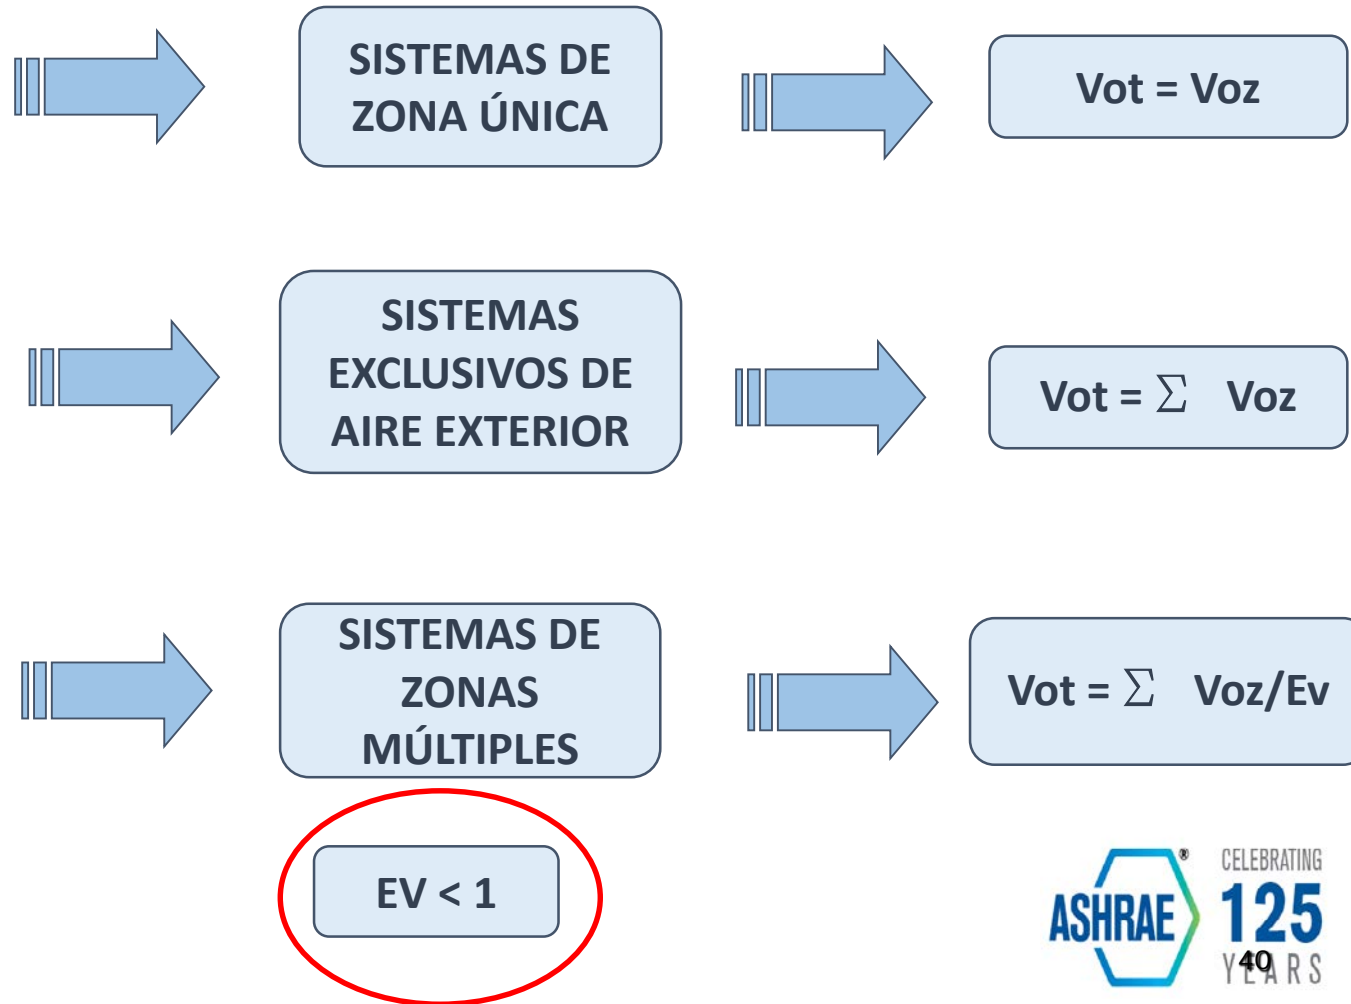 SISTEMAS DE
ZONA ÚNICA
Vot = Voz
SISTEMAS
EXCLUSIVOS DE
AIRE EXTERIOR
Vot = ∑ Voz
SISTEMAS DE
ZONAS
MÚLTIPLES
Vot = ∑ Voz/Ev
EV < 1
ASHRAE®
CELEBRATING
125
YEARS
40